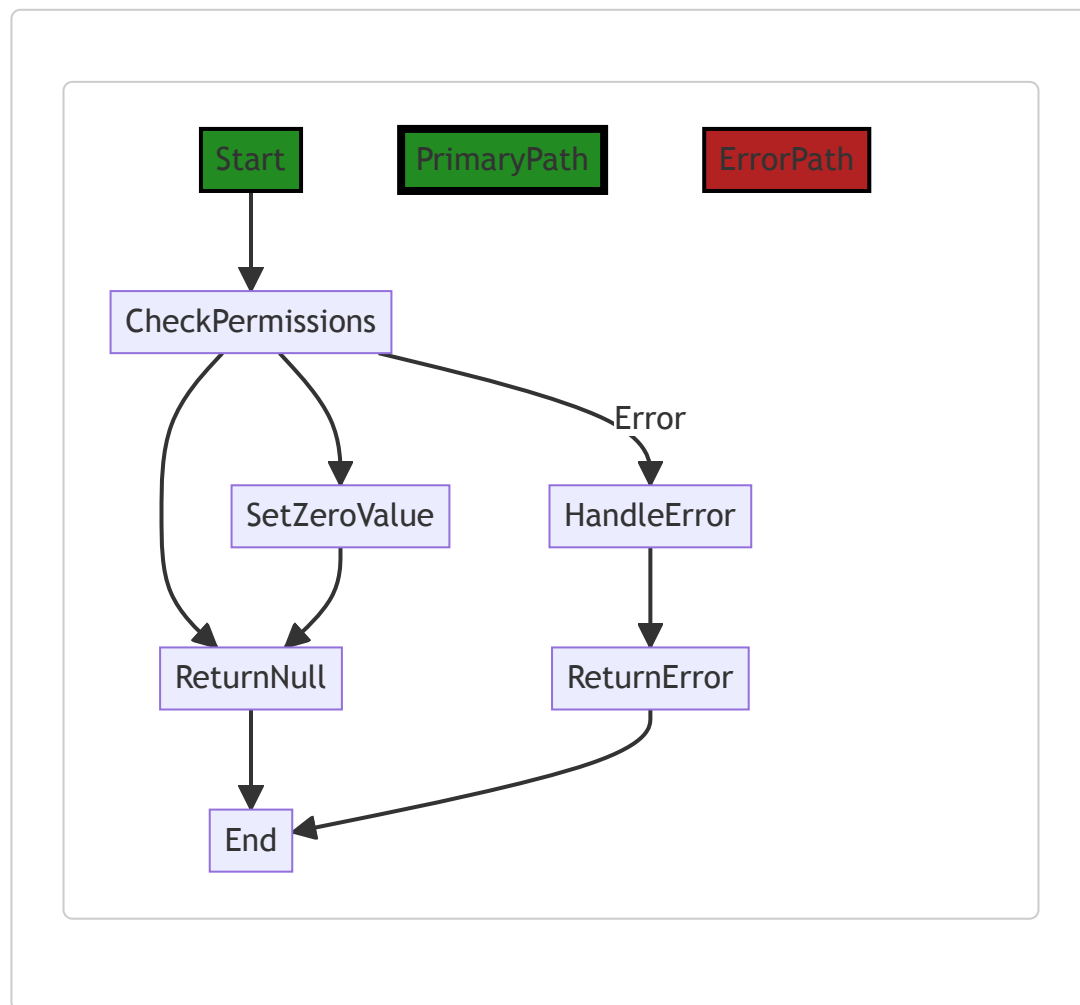 Start
PrimaryPath
ErrorPath
CheckPermissions
Error
SetZeroValue
HandleError
ReturnNull
ReturnError
End